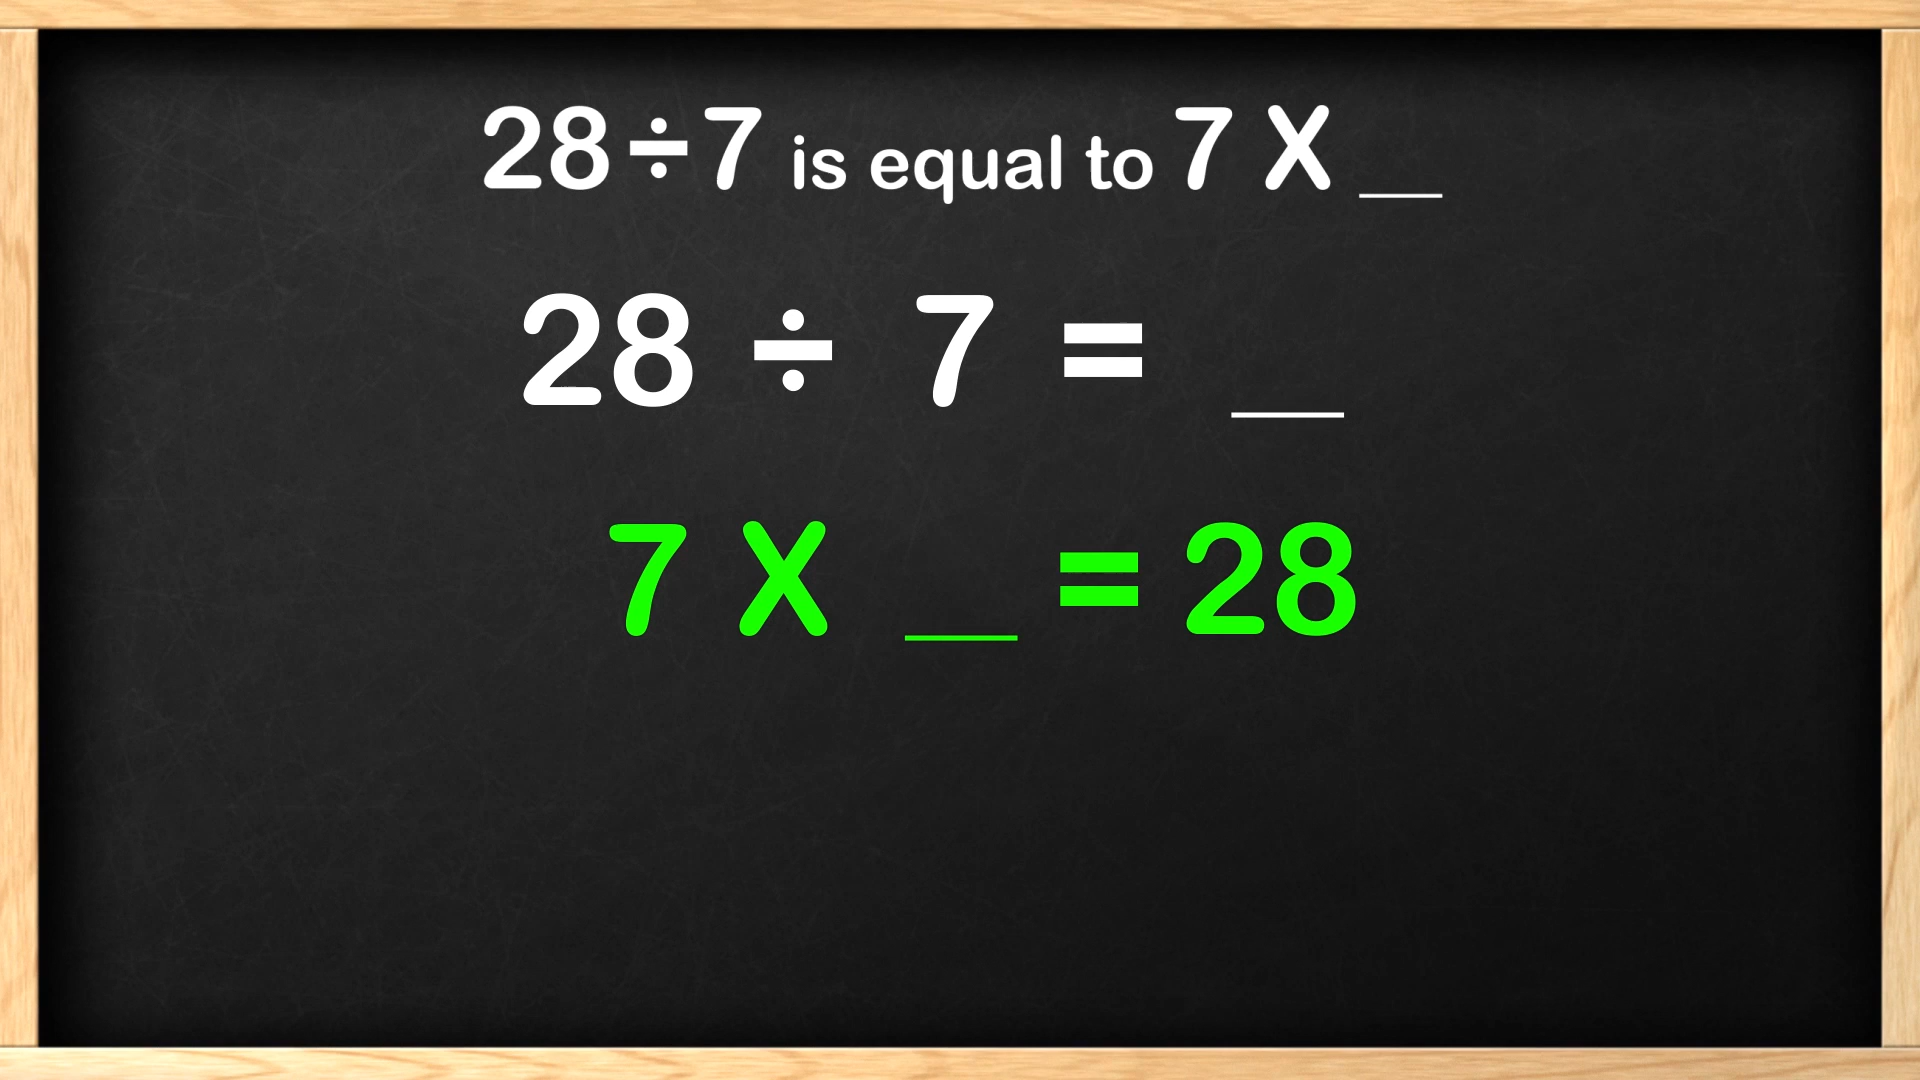 28÷7 is equal to 7 X __
28 ÷ 7 = __
7 X __ = 28